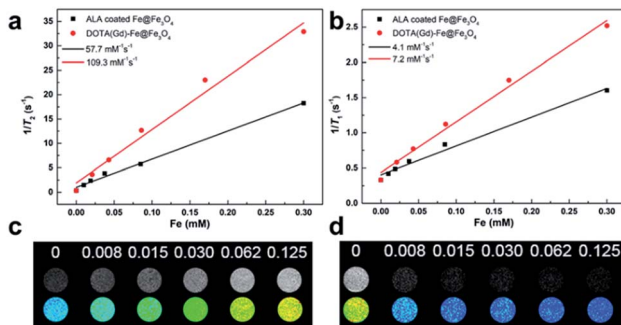 a
ALA coated Fe@Fe₃O₄
DOTA(Gd)-Fe@Fe₃O₄
57.7 mM⁻¹s⁻¹
109.3 mM⁻¹s⁻¹
1/T₂ (s⁻¹)
35
30
25
20
15
10
5
0
0.00 0.05 0.10 0.15 0.20 0.25 0.30
Fe (mM)
b
ALA coated Fe@Fe₃O₄
DOTA(Gd)-Fe@Fe₃O₄
4.1 mM⁻¹s⁻¹
7.2 mM⁻¹s⁻¹
1/T₁ (s⁻¹)
2.5
2.0
1.5
1.0
0.5
0.0
0.00 0.05 0.10 0.15 0.20 0.25 0.30
Fe (mM)
c
0 0.008 0.015 0.030 0.062 0.125
d
0 0.008 0.015 0.030 0.062 0.125